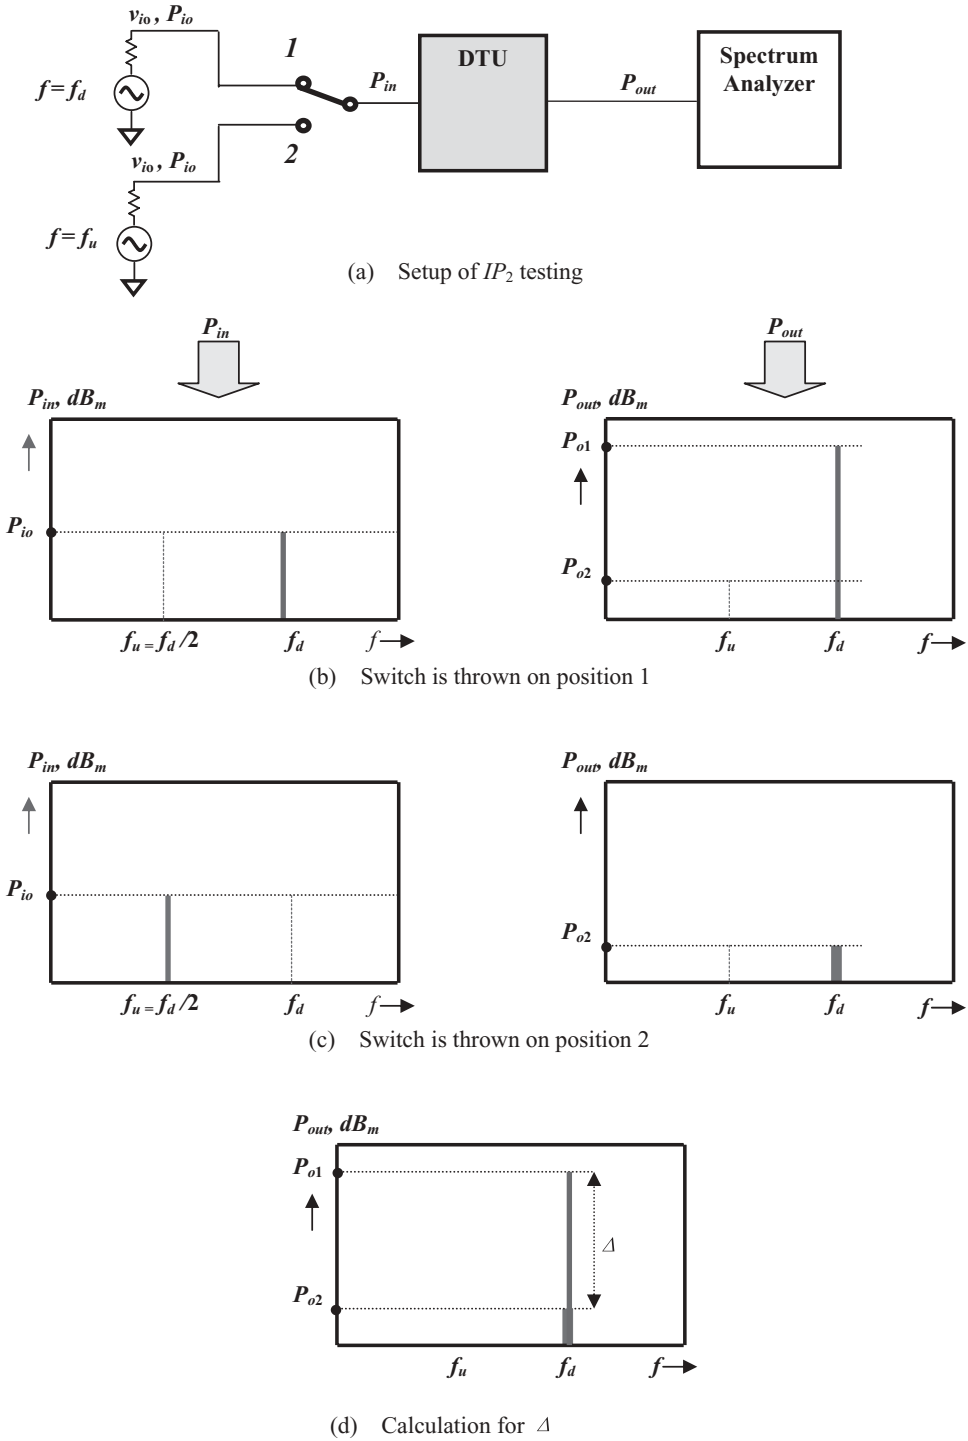 v_io, P_io
f = f_d
1
P_in
DTU
P_out
Spectrum
Analyzer
2
v_io, P_io
f = f_u
(a) Setup of IP_2 testing
P_in
P_out
P_in, dB_m
P_out, dB_m
P_o1
P_io
P_o2
f_u = f_d /2
f_d
f
f_u
f_d
f
(b) Switch is thrown on position 1
P_in, dB_m
P_out, dB_m
P_io
P_o2
f_u = f_d /2
f_d
f
f_u
f_d
f
(c) Switch is thrown on position 2
P_out, dB_m
P_o1
Δ
P_o2
f_u
f_d
f
(d) Calculation for Δ